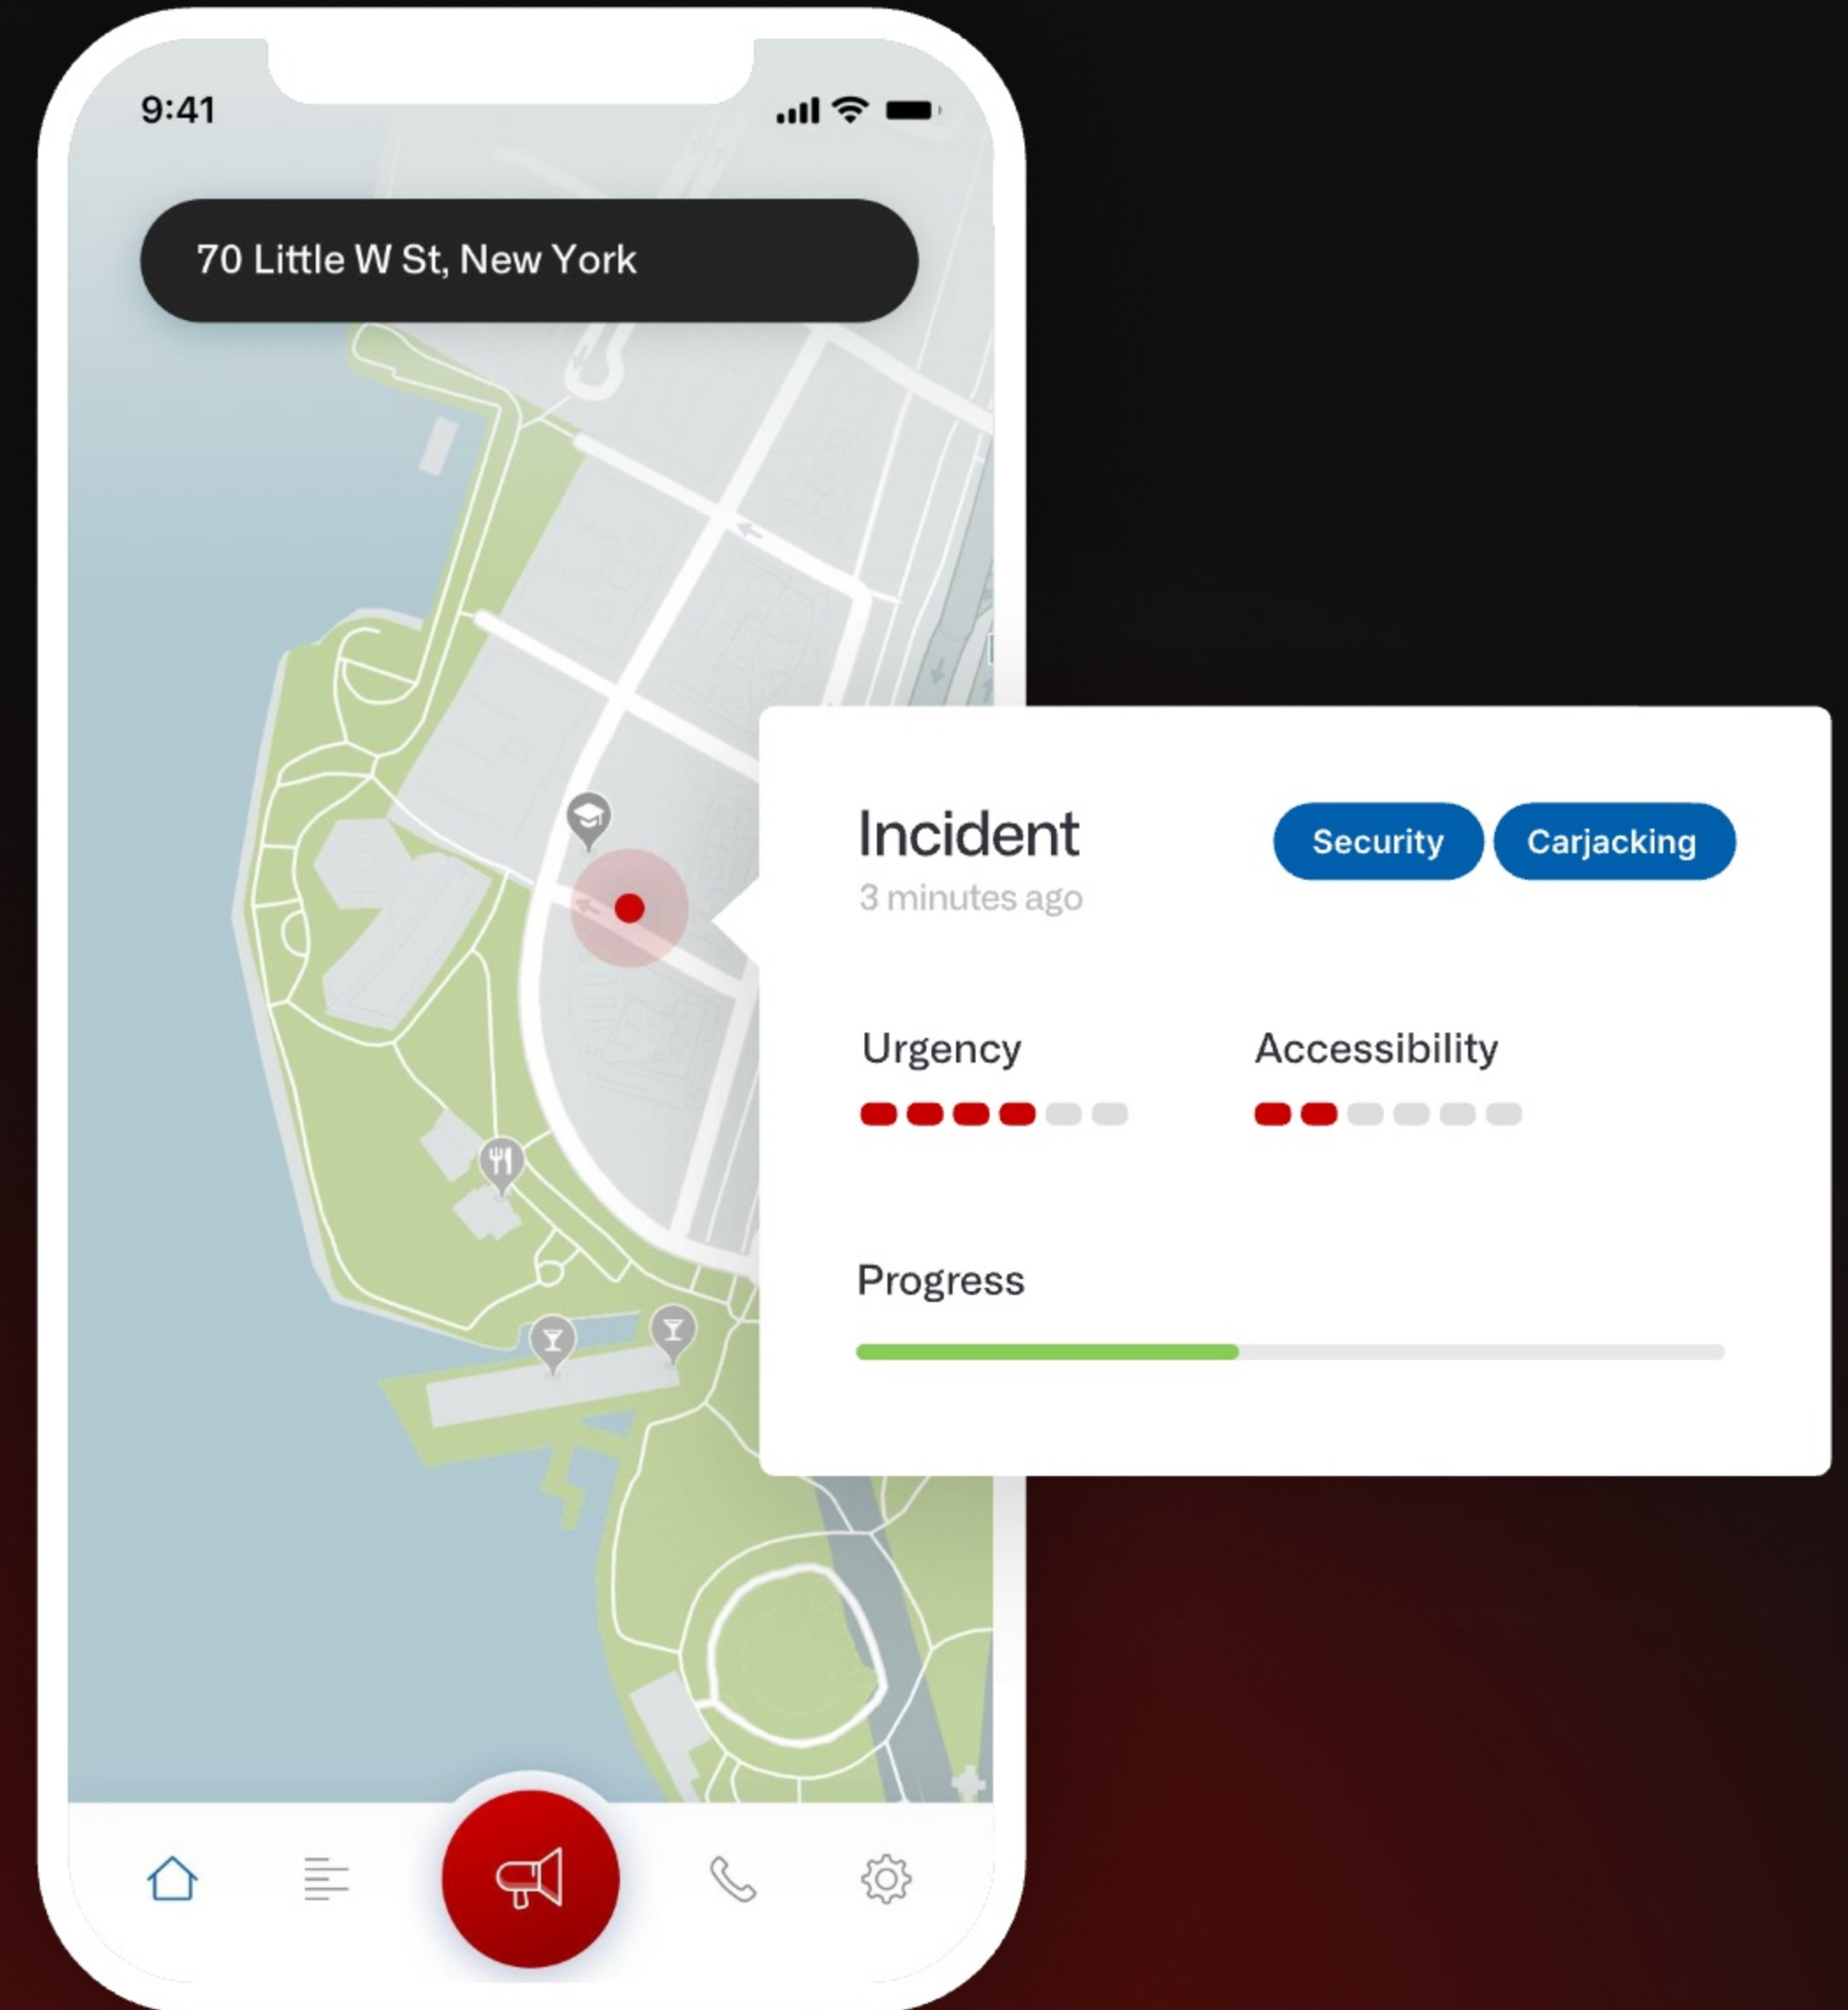 9:41
70 Little W St, New York
Incident
Security
Carjacking
3 minutes ago
Urgency
Accessibility
Progress